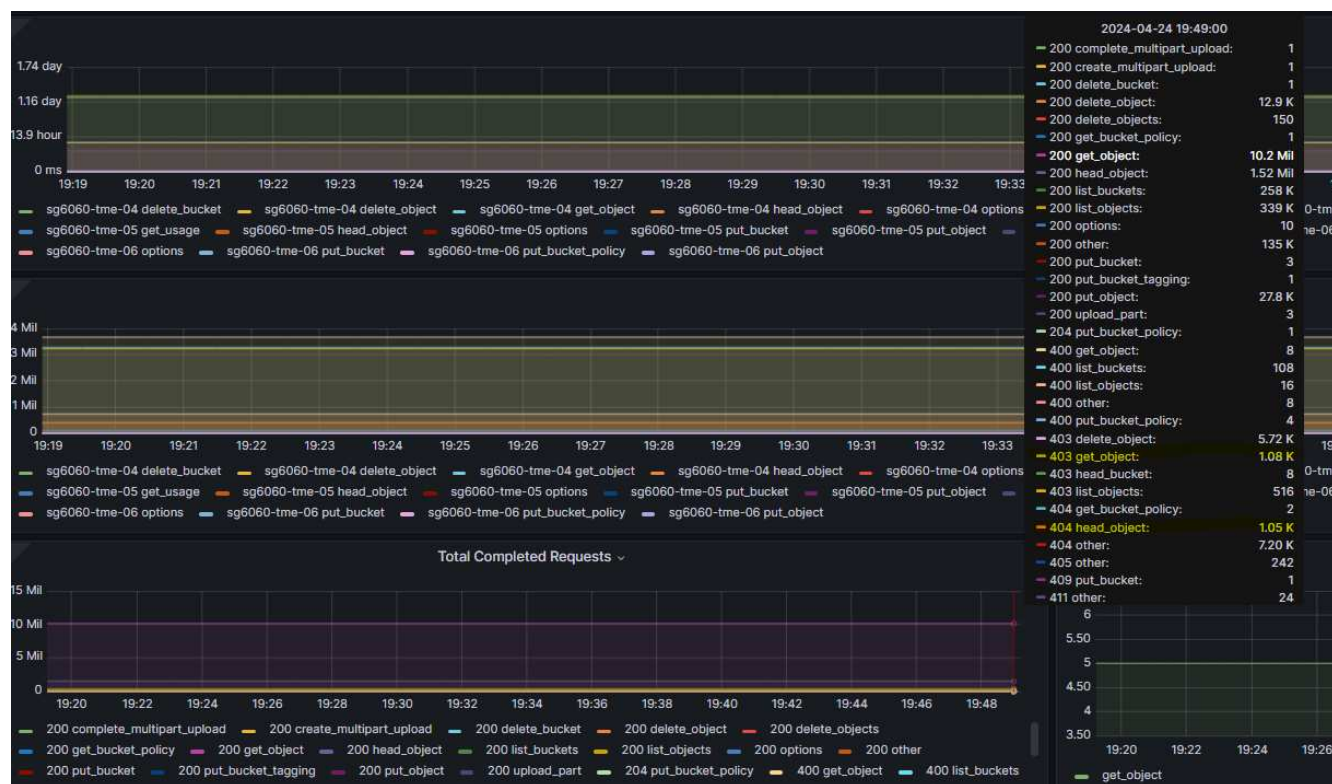 1.74 day
1.16 day
13.9 hour
0 ms
19:19 19:20 19:21 19:22 19:23 19:24 19:25 19:26 19:27 19:28 19:29 19:30 19:31 19:32 19:33
sg6060-tme-04 delete_bucket sg6060-tme-04 delete_object sg6060-tme-04 get_object sg6060-tme-04 head_object sg6060-tme-04 options
sg6060-tme-05 get_usage sg6060-tme-05 head_object sg6060-tme-05 options sg6060-tme-05 put_bucket sg6060-tme-05 put_object
sg6060-tme-06 options sg6060-tme-06 put_bucket sg6060-tme-06 put_bucket_policy sg6060-tme-06 put_object
4 Mil
3 Mil
2 Mil
1 Mil
0
19:19 19:20 19:21 19:22 19:23 19:24 19:25 19:26 19:27 19:28 19:29 19:30 19:31 19:32 19:33
sg6060-tme-04 delete_bucket sg6060-tme-04 delete_object sg6060-tme-04 get_object sg6060-tme-04 head_object sg6060-tme-04 options
sg6060-tme-05 get_usage sg6060-tme-05 head_object sg6060-tme-05 options sg6060-tme-05 put_bucket sg6060-tme-05 put_object
sg6060-tme-06 options sg6060-tme-06 put_bucket sg6060-tme-06 put_bucket_policy sg6060-tme-06 put_object
2024-04-24 19:49:00
200 complete_multipart_upload: 1
200 create_multipart_upload: 1
200 delete_bucket: 1
200 delete_object: 12.9 K
200 delete_objects: 150
200 get_bucket_policy: 1
200 get_object: 10.2 Mil
200 head_object: 1.52 Mil
200 list_buckets: 258 K
200 list_objects: 339 K
200 options: 10
200 other: 135 K
200 put_bucket: 3
200 put_bucket_tagging: 1
200 put_object: 27.8 K
200 upload_part: 3
204 put_bucket_policy: 1
400 get_object: 8
400 list_buckets: 108
400 list_objects: 16
400 other: 8
400 put_bucket_policy: 4
403 delete_object: 5.72 K
403 get_object: 1.08 K
403 head_bucket: 8
403 list_objects: 516
404 get_bucket_policy: 2
404 head_object: 1.05 K
404 other: 7.20 K
405 other: 242
409 put_bucket: 1
411 other: 24
Total Completed Requests
15 Mil
10 Mil
5 Mil
0
19:20 19:22 19:24 19:26 19:28 19:30 19:32 19:34 19:36 19:38 19:40 19:42 19:44 19:46 19:48
200 complete_multipart_upload 200 create_multipart_upload 200 delete_bucket 200 delete_object 200 delete_objects
200 get_bucket_policy 200 get_object 200 head_object 200 list_buckets 200 list_objects 200 options 200 other
200 put_bucket 200 put_bucket_tagging 200 put_object 200 upload_part 204 put_bucket_policy 400 get_object 400 list_buckets
6
5.50
5
4.50
4
3.50
19:20 19:22 19:24 19:26
get_object